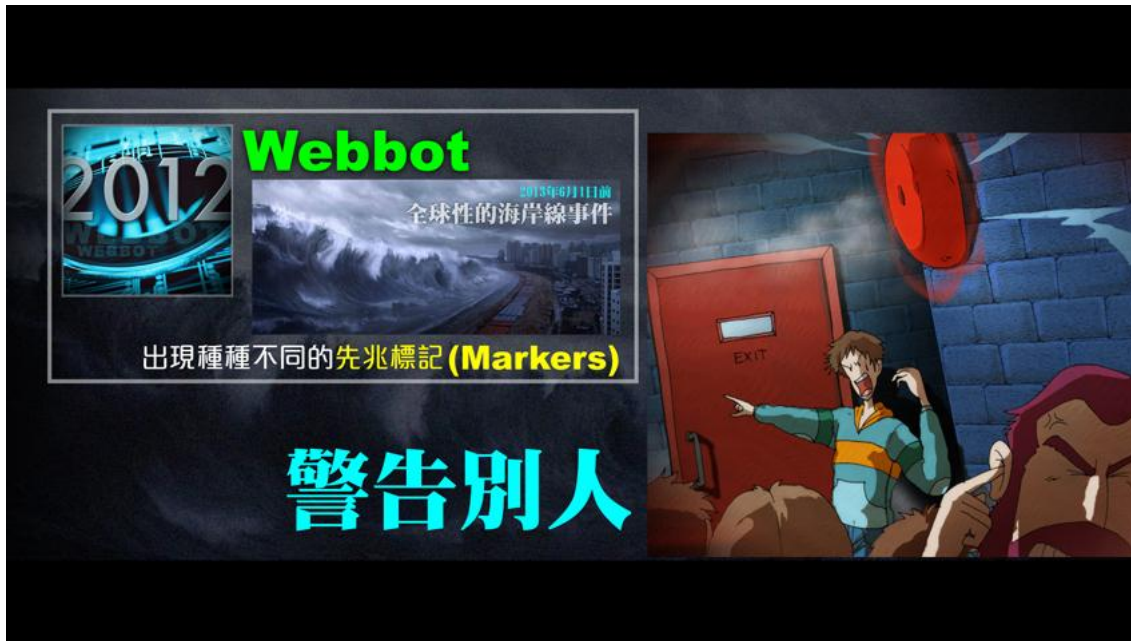 2012
WEBBOT
WEBBOT
Webbot
2013年6月1日前
全球性的海岸線事件
出現種種不同的先兆標記(Markers)
警告別人
EXIT